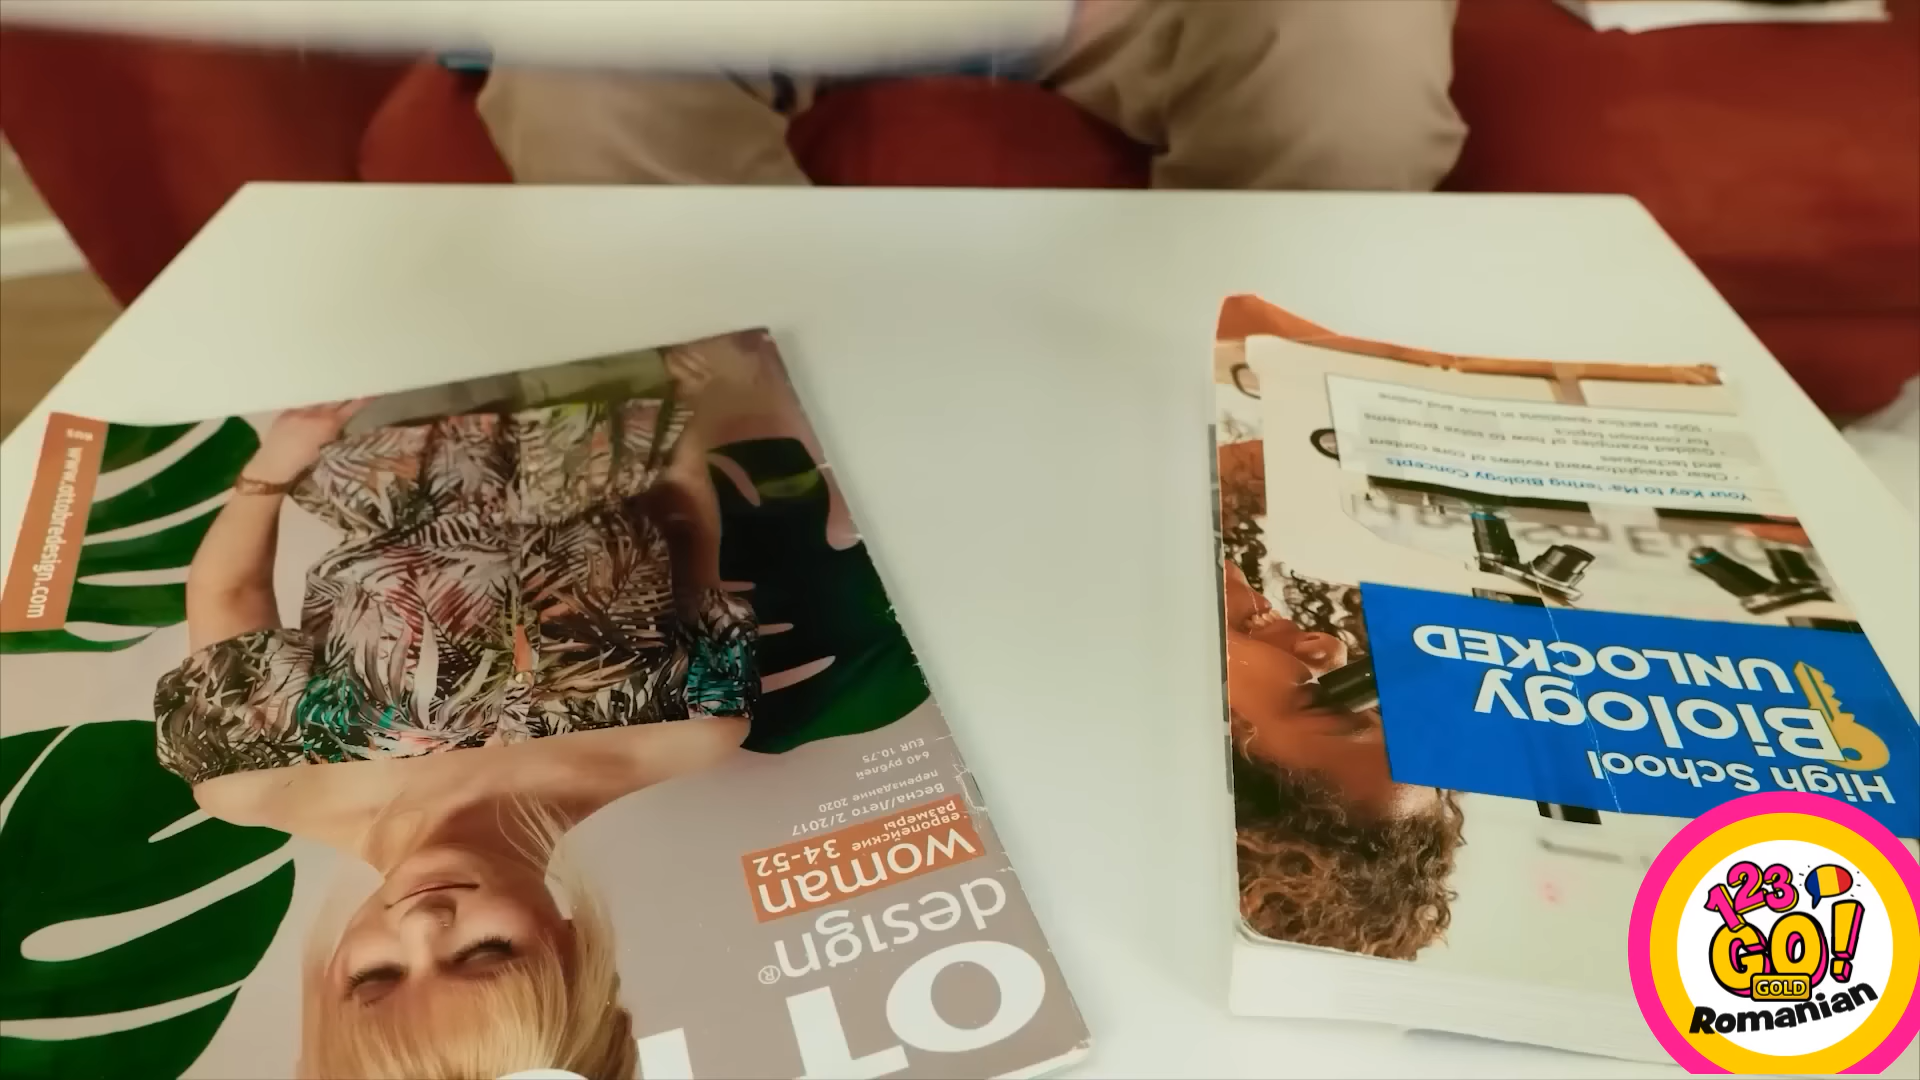 OT
design®
woman
европейские размеры 34-52
Весна/Лето 2/2017
переиздание 2020
640 рублей
EUR 10.75
www.ottobredesign.com
High School
Biology
UNLOCKED
Your Key to Mastering Biology Concepts
• Clear, straightforward reviews of core content
and techniques
• Guided examples of how to solve problems
for common topics
• 100+ practice questions in book and online
123
GO!
GOLD
Romanian